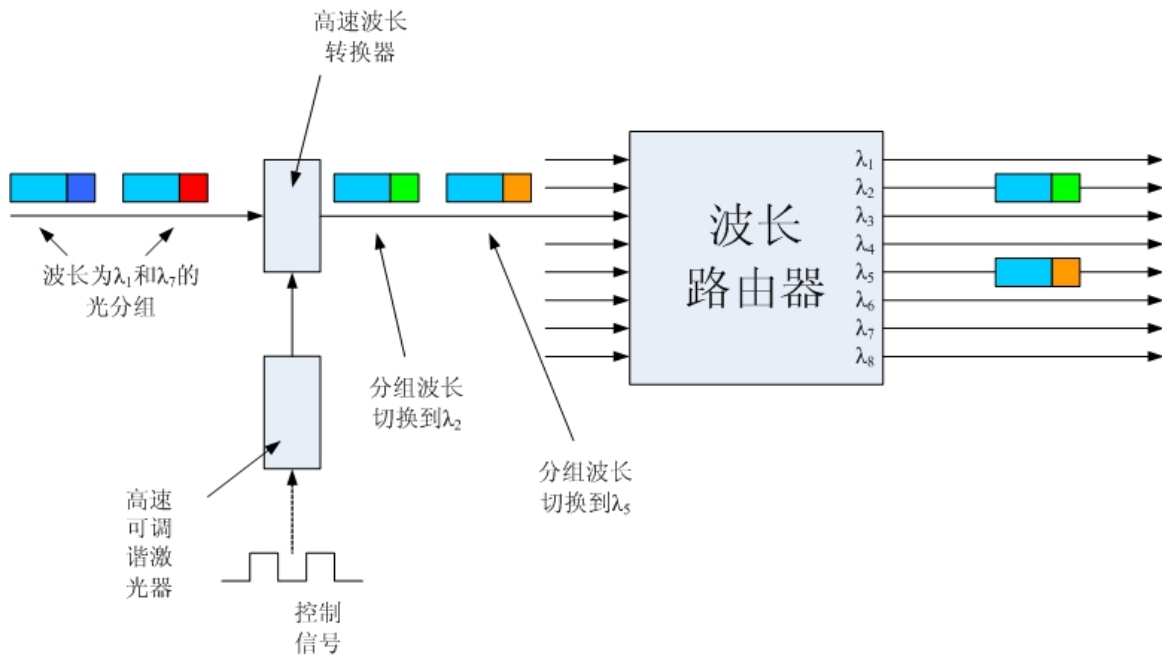 高速波长
转换器
波长为λ₁和λ₇的
光分组
分组波长
切换到λ₂
分组波长
切换到λ₅
高速
可调
谐激
光器
控制
信号
波长
路由器
λ₁
λ₂
λ₃
λ₄
λ₅
λ₆
λ₇
λ₈